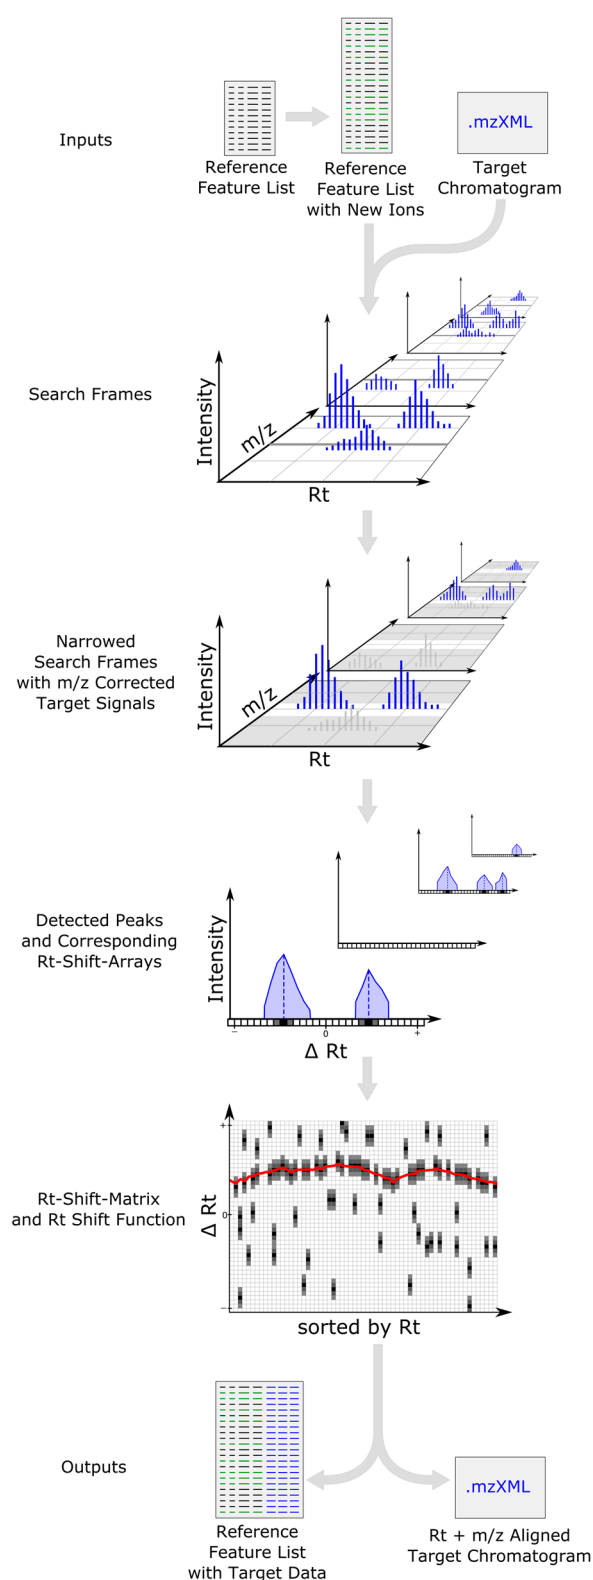 .mzXML
Inputs
Reference
Feature List
Reference
Feature List
with New Ions
Target
Chromatogram
Search Frames
Intensity
m/z
Rt
Narrowed
Search Frames
with m/z Corrected
Target Signals
Intensity
m/z
Rt
Detected Peaks
and Corresponding
Rt-Shift-Arrays
Intensity
− 0 +
Δ Rt
Rt-Shift-Matrix
and Rt Shift Function
Δ Rt
+
0
−
sorted by Rt
Outputs
.mzXML
Reference
Feature List
with Target Data
Rt + m/z Aligned
Target Chromatogram